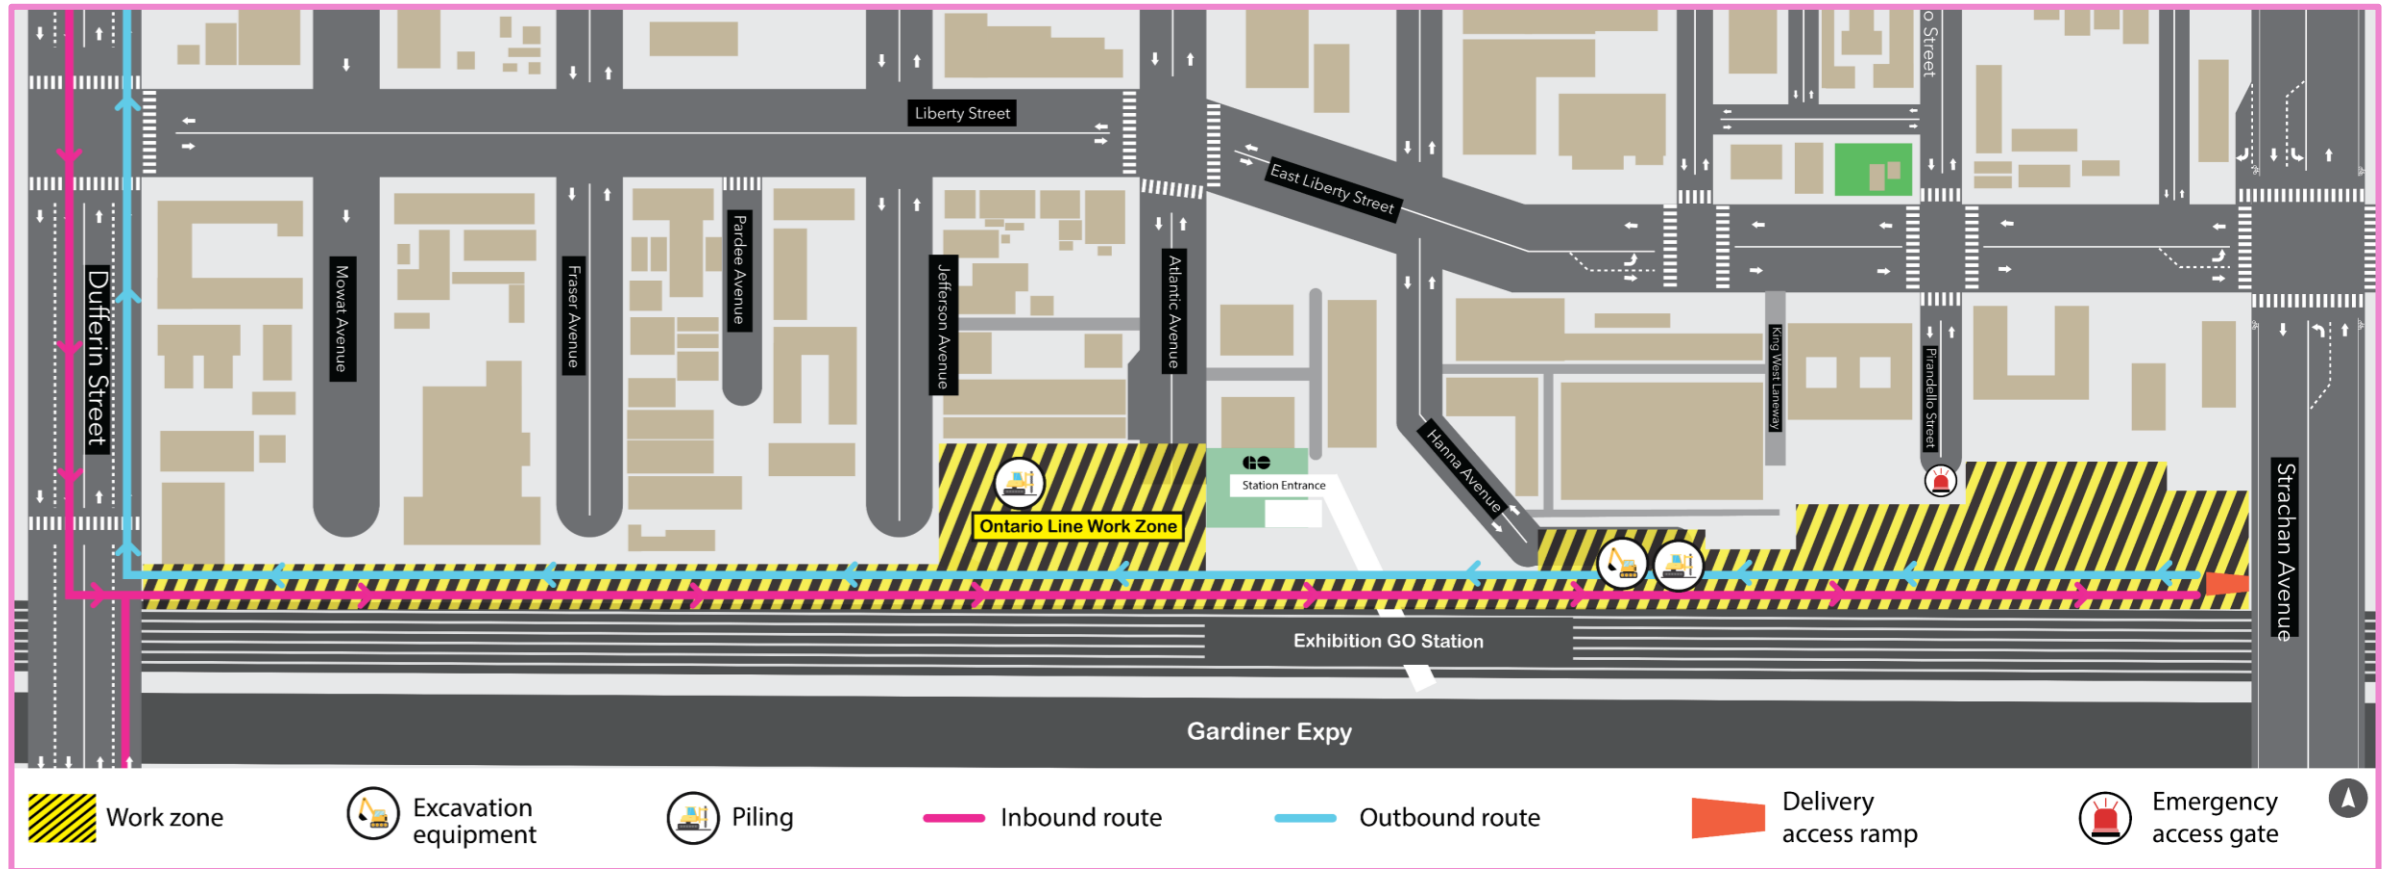 o Street
Liberty Street
East Liberty Street
Dufferin Street
Mowat Avenue
Fraser Avenue
Pardee Avenue
Jefferson Avenue
Atlantic Avenue
King West Laneway
Pirandello Street
Hanna Avenue
GO
Station Entrance
Strachan Avenue
Ontario Line Work Zone
Exhibition GO Station
Gardiner Expy
Work zone
Excavation
equipment
Piling
Inbound route
Outbound route
Delivery
access ramp
Emergency
access gate